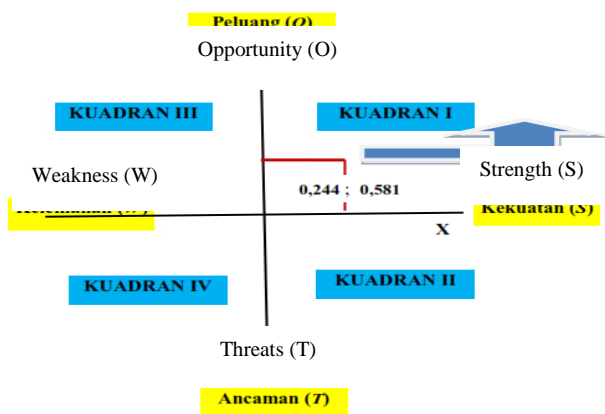 Peluang (O)
Opportunity (O)
KUADRAN III
KUADRAN I
Weakness (W)
Strength (S)
0,244 ; 0,581
Kekuatan (S)
X
KUADRAN IV
KUADRAN II
Threats (T)
Ancaman (T)